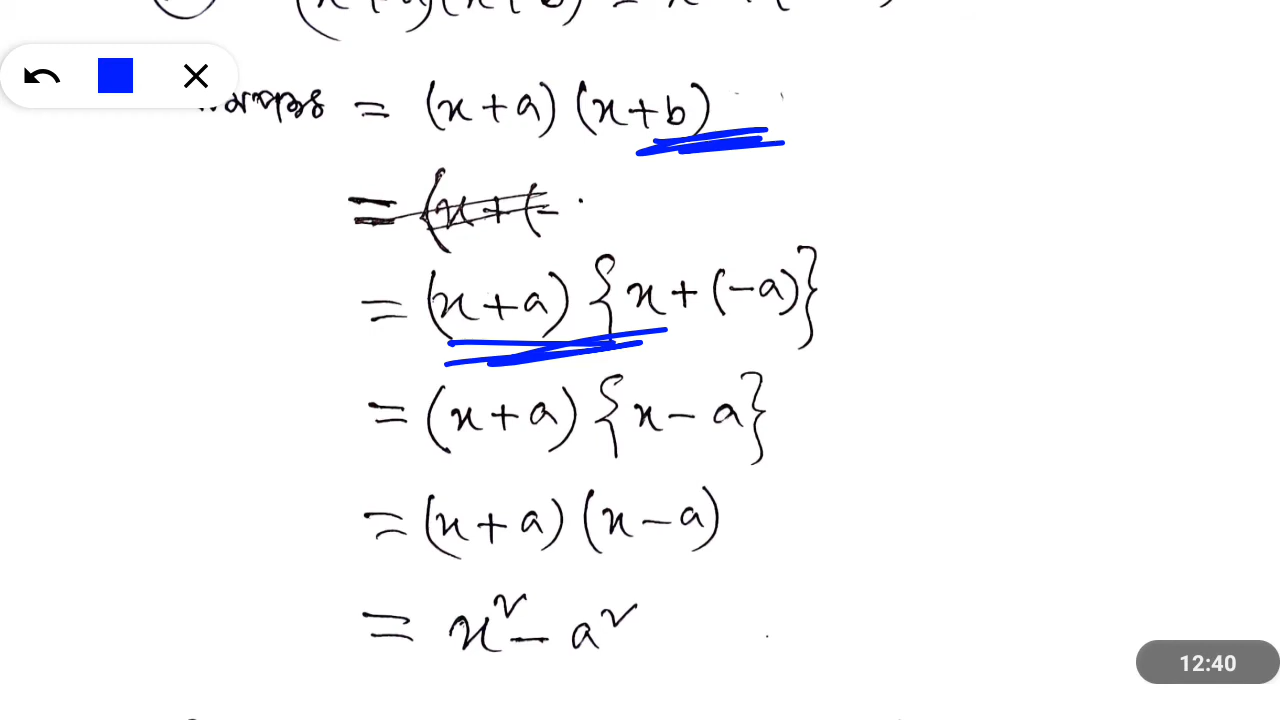 (x+a)(x+b) = x
= (x+a) (x+b)
= (x+(-
= (x+a) {x+(-a)}
= (x+a) {x-a}
= (x+a) (x-a)
= x² - a²
12:40